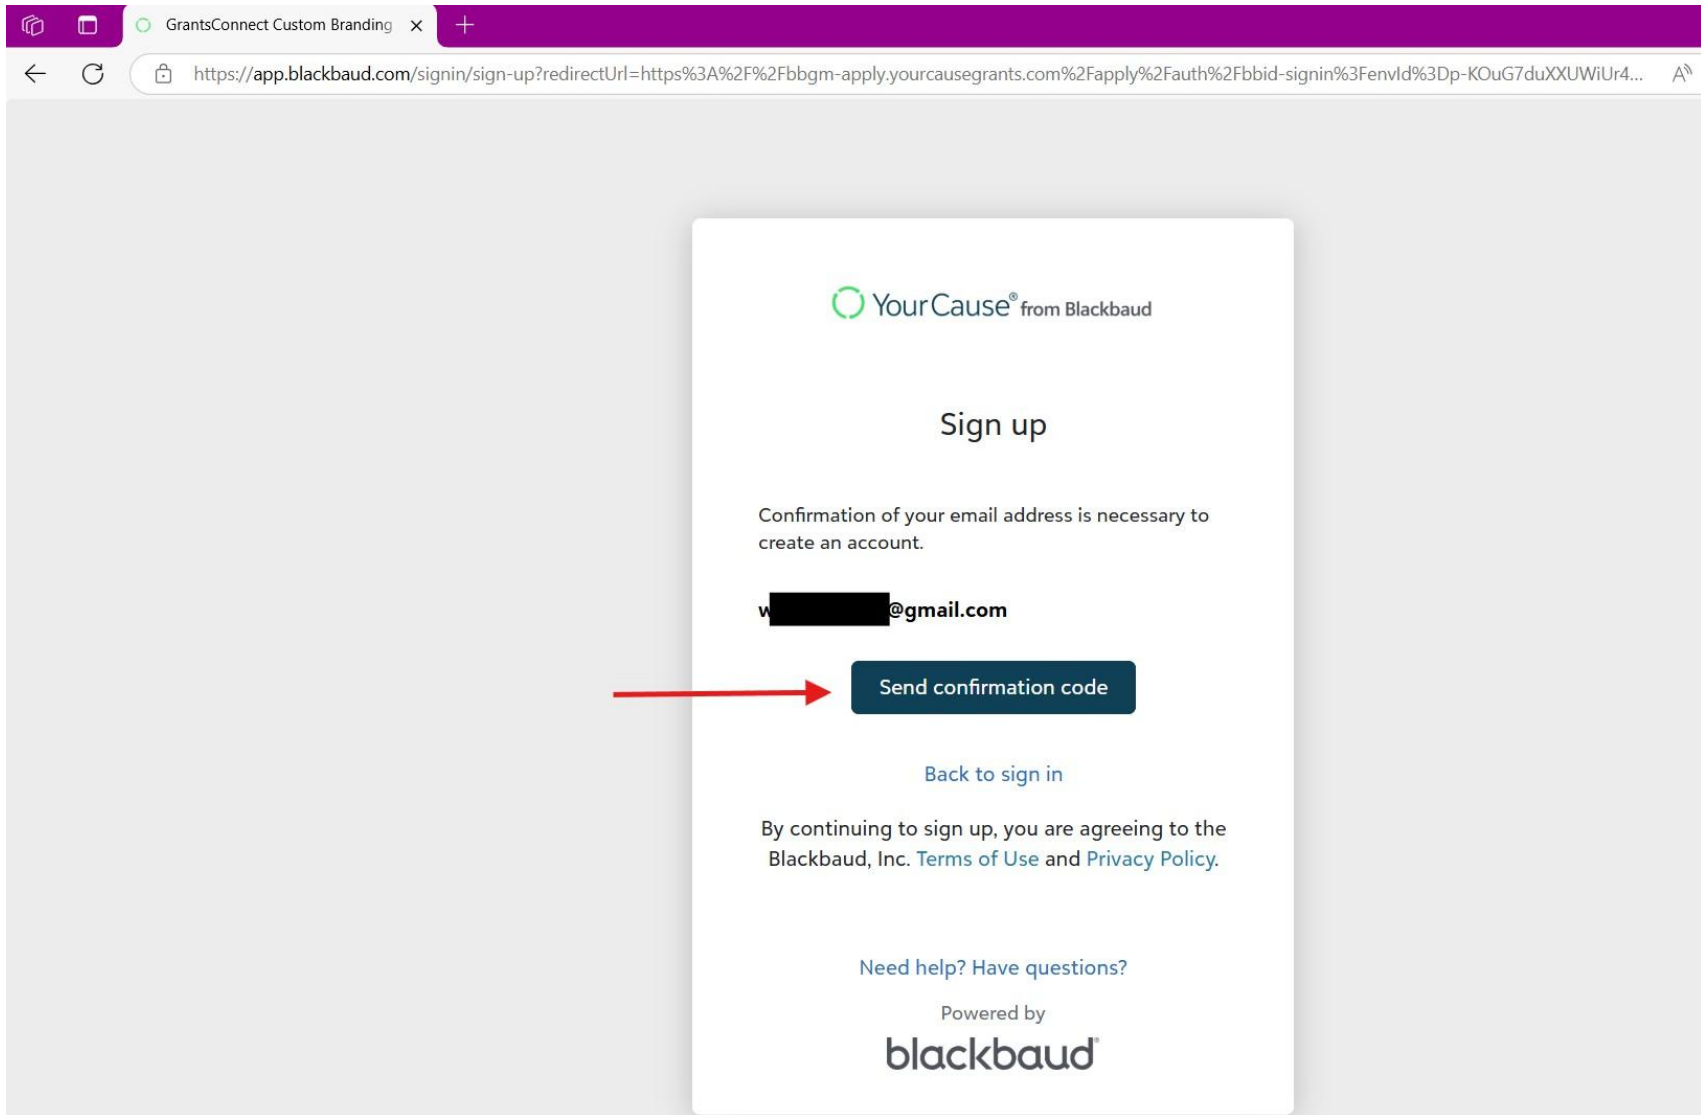 GrantsConnect Custom Branding
https://app.blackbaud.com/signin/sign-up?redirectUrl=https%3A%2F%2Fbbgm-apply.yourcausegrants.com%2Fapply%2Fauth%2Fbbid-signin%3FenvId%3Dp-KOuG7duXXUWiUr4...
YourCause® from Blackbaud
Sign up
Confirmation of your email address is necessary to
create an account.
w @gmail.com
Send confirmation code
Back to sign in
By continuing to sign up, you are agreeing to the
Blackbaud, Inc. Terms of Use and Privacy Policy.
Need help? Have questions?
Powered by
blackbaud